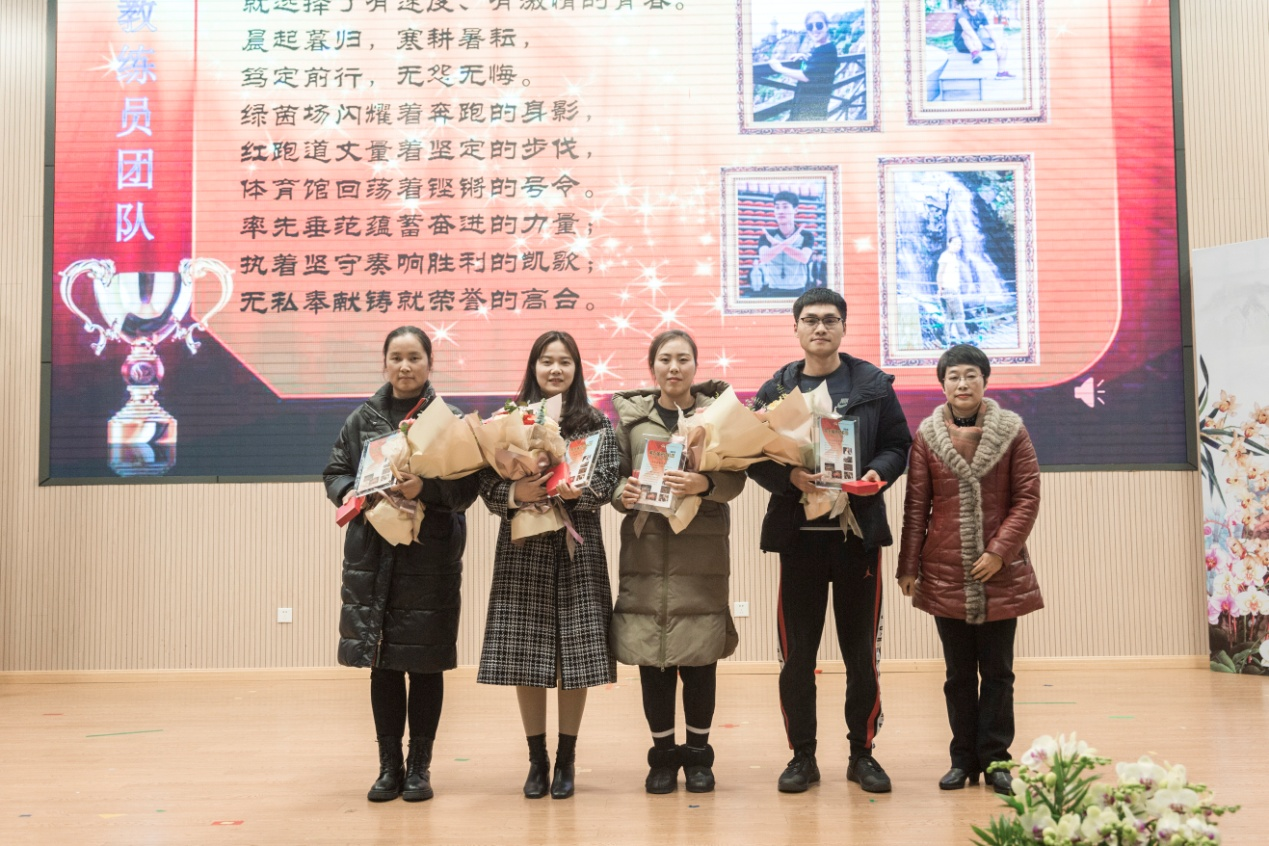 教练员团队
就选择了有速度、有激情的青春。
晨起暮归，寒耕暑耘，
笃定前行，无怨无悔。
绿茵场闪耀着奔跑的身影，
红跑道丈量着坚定的步伐，
体育馆回荡着铿锵的号令。
率先垂范蕴蓄奋进的力量；
执着坚守奏响胜利的凯歌；
无私奉献铸就荣誉的高台。